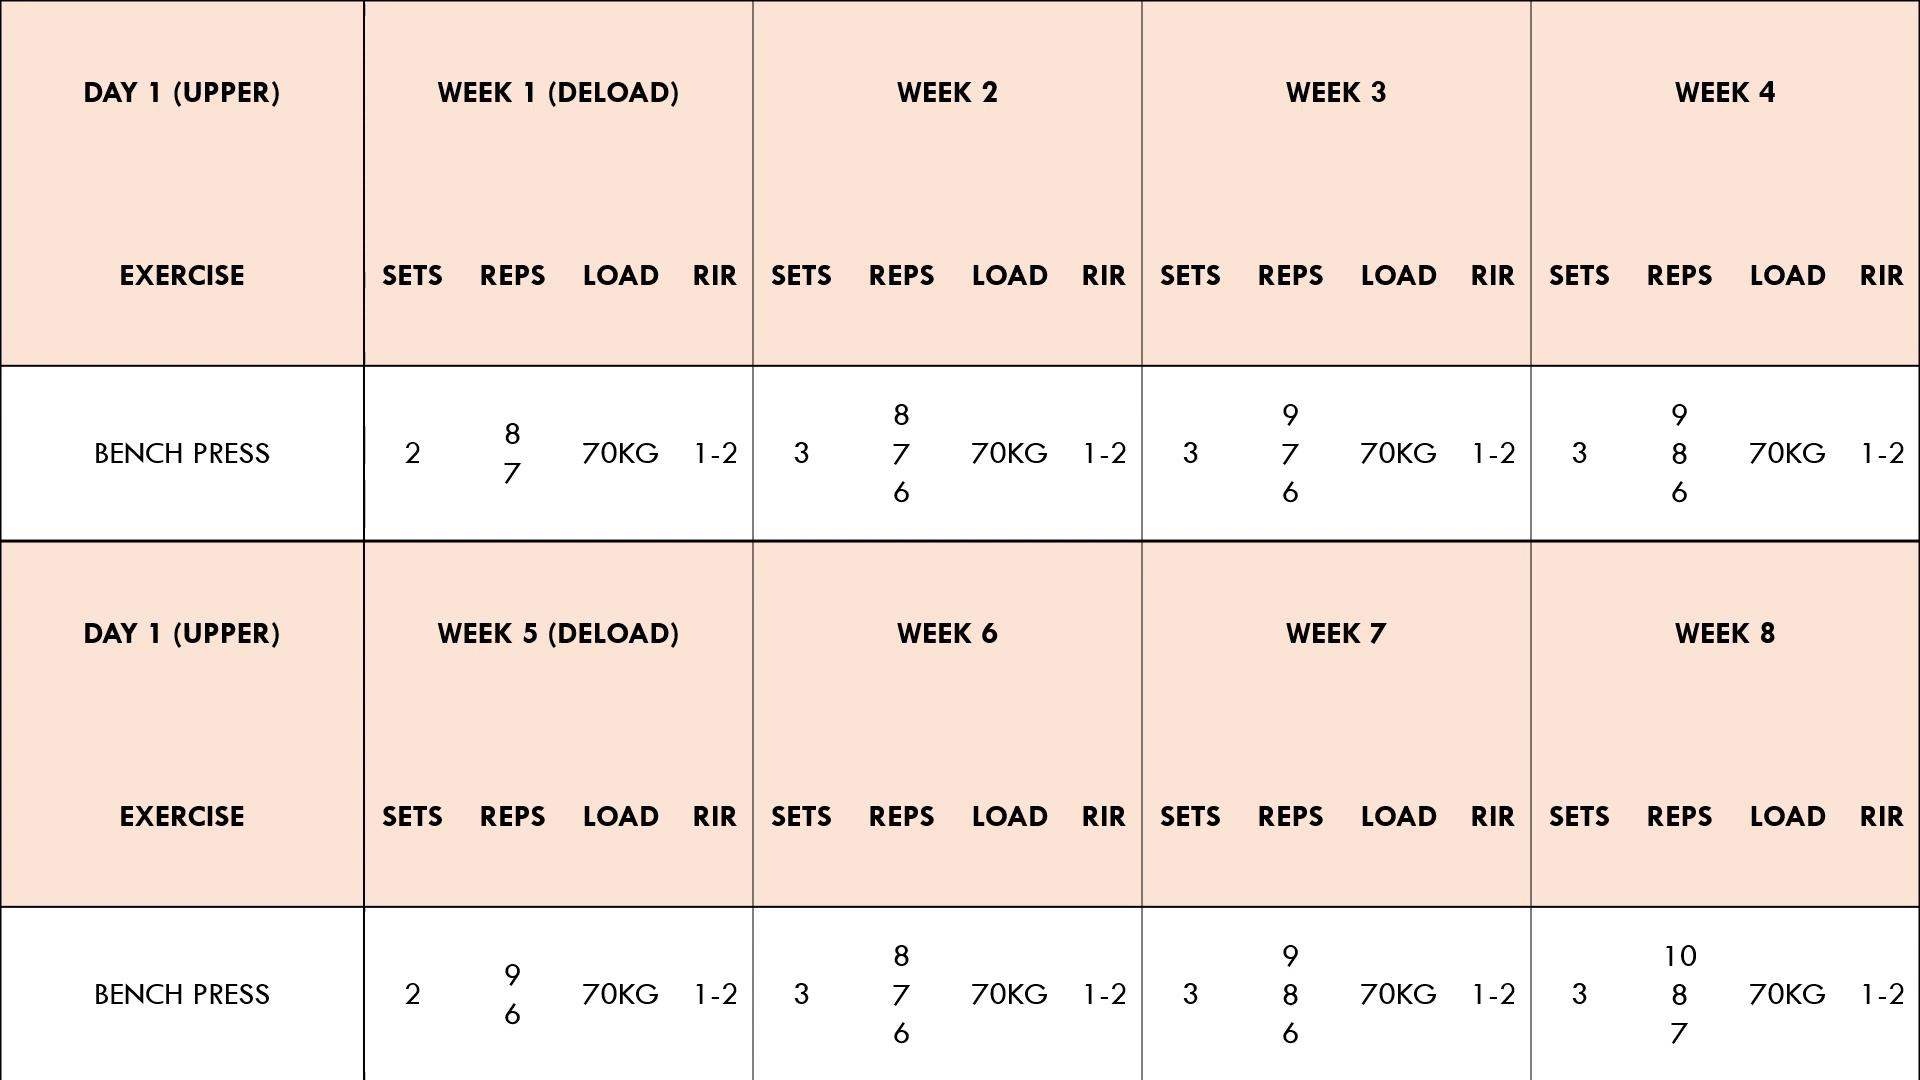 DAY 1 (UPPER) WEEK 1 (DELOAD) WEEK 2 WEEK 3 WEEK 4
EXERCISE SETS REPS LOAD RIR SETS REPS LOAD RIR SETS REPS LOAD RIR SETS REPS LOAD RIR
BENCH PRESS 2 8 7 70KG 1-2 3 8 7 6 70KG 1-2 3 9 7 6 70KG 1-2 3 9 8 6 70KG 1-2
DAY 1 (UPPER) WEEK 5 (DELOAD) WEEK 6 WEEK 7 WEEK 8
EXERCISE SETS REPS LOAD RIR SETS REPS LOAD RIR SETS REPS LOAD RIR SETS REPS LOAD RIR
BENCH PRESS 2 9 6 70KG 1-2 3 8 7 6 70KG 1-2 3 9 8 6 70KG 1-2 3 10 8 7 70KG 1-2